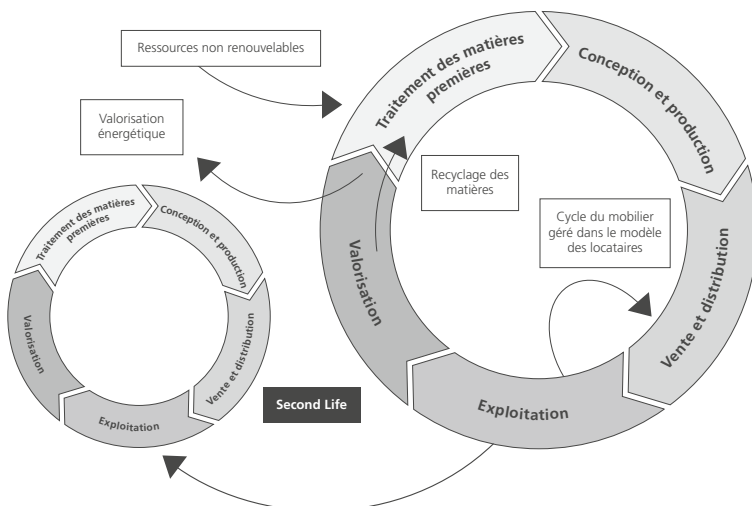 Ressources non renouvelables
Valorisation
énergétique
Traitement des matières
premières
Conception et production
Recyclage des
matières
Cycle du mobilier
géré dans le modèle
des locataires
Valorisation
Vente et distribution
Exploitation
Traitement des matières
premières
Conception et production
Valorisation
Vente et distribution
Exploitation
Second Life